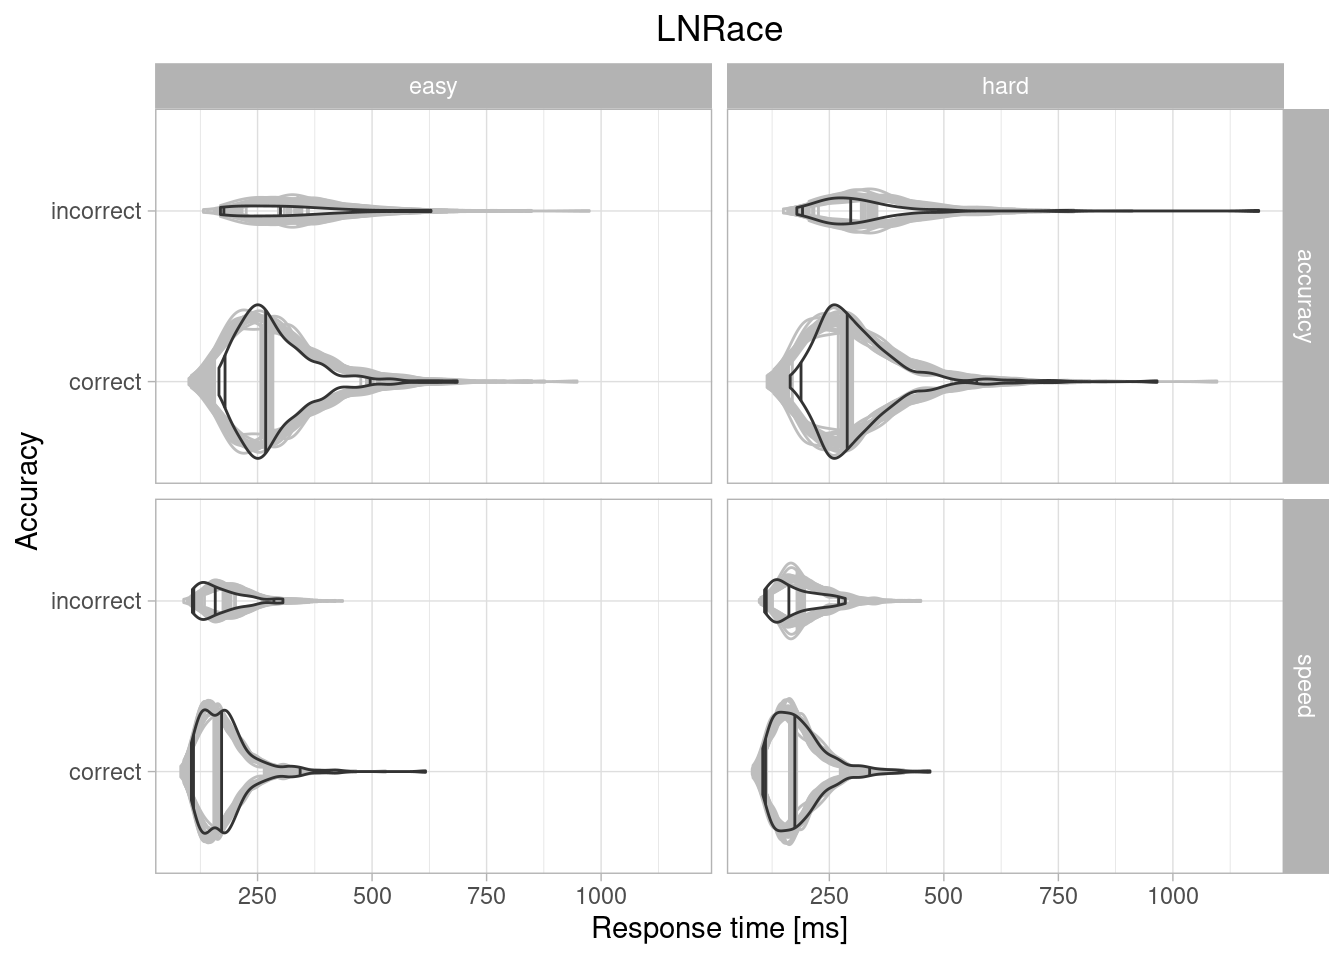 LNRace
easy
hard
incorrect
correct
accuracy
incorrect
correct
speed
Accuracy
250 500 750 1000 250 500 750 1000
Response time [ms]